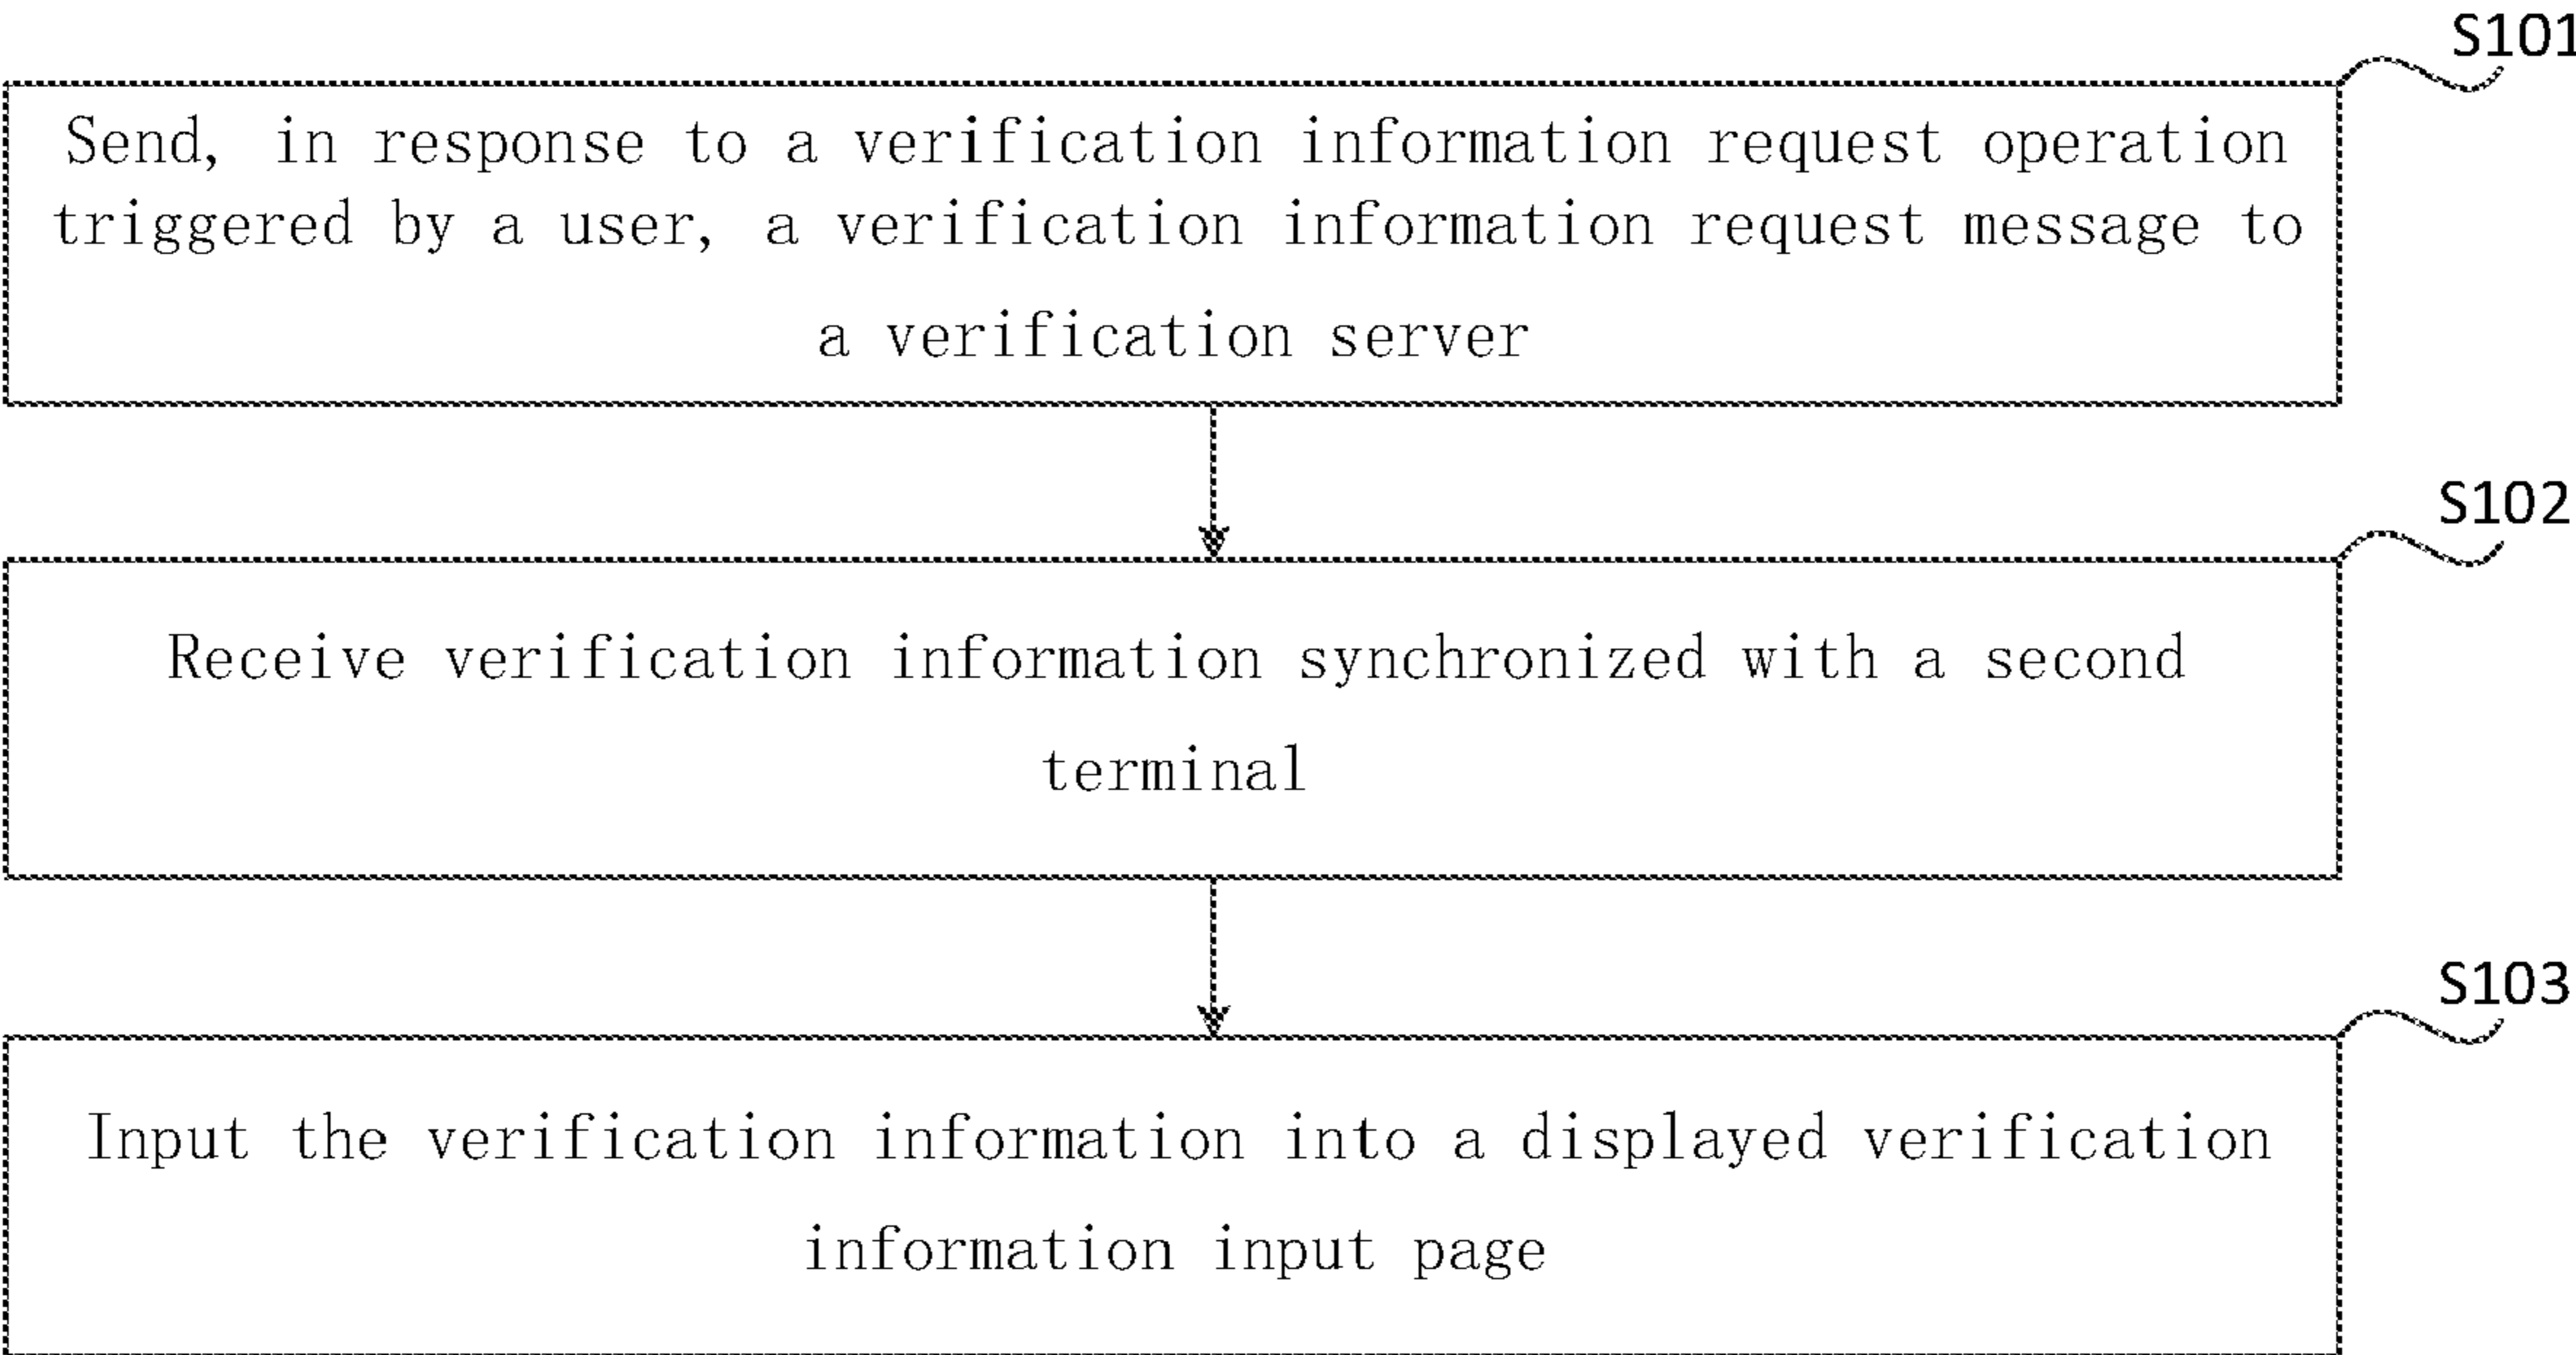 S101
Send, in response to a verification information request operation
triggered by a user, a verification information request message to
a verification server
S102
Receive verification information synchronized with a second
terminal
S103
Input the verification information into a displayed verification
information input page